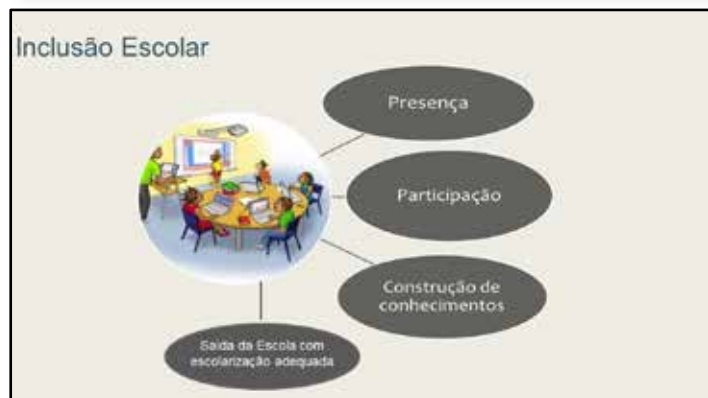 Inclusão Escolar
Presença
Participação
Construção de
conhecimentos
Saída da Escola com
escolarização adequada